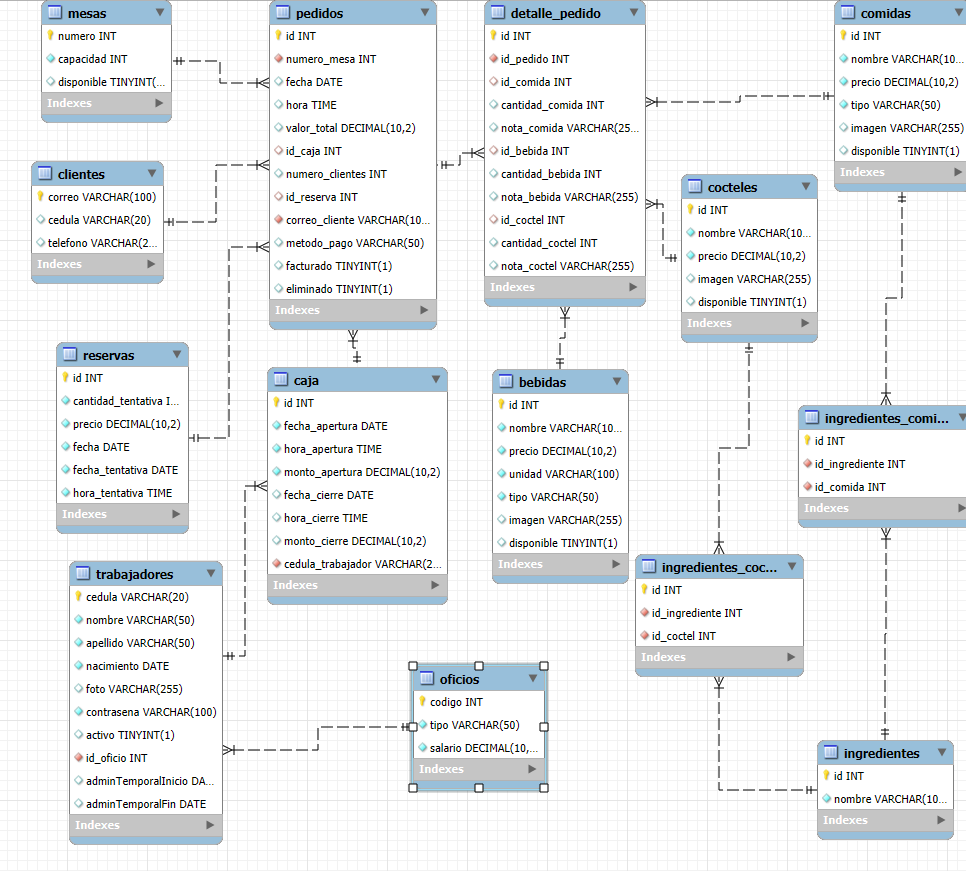 mesas
numero INT
capacidad INT
disponible TINYINT(...
Indexes
pedidos
id INT
numero_mesa INT
fecha DATE
hora TIME
valor_total DECIMAL(10,2)
id_caja INT
numero_clientes INT
id_reserva INT
correo_cliente VARCHAR(10...
metodo_pago VARCHAR(50)
facturado TINYINT(1)
eliminado TINYINT(1)
Indexes
detalle_pedido
id INT
id_pedido INT
id_comida INT
cantidad_comida INT
nota_comida VARCHAR(25...
id_bebida INT
cantidad_bebida INT
nota_bebida VARCHAR(255)
id_coctel INT
cantidad_coctel INT
nota_coctel VARCHAR(255)
Indexes
comidas
id INT
nombre VARCHAR(10...
precio DECIMAL(10,2)
tipo VARCHAR(50)
imagen VARCHAR(255)
disponible TINYINT(1)
Indexes
clientes
correo VARCHAR(100)
cedula VARCHAR(20)
telefono VARCHAR(2...
Indexes
cocteles
id INT
nombre VARCHAR(10...
precio DECIMAL(10,2)
imagen VARCHAR(255)
disponible TINYINT(1)
Indexes
reservas
id INT
cantidad_tentativa I...
precio DECIMAL(10,2)
fecha DATE
fecha_tentativa DATE
hora_tentativa TIME
Indexes
caja
id INT
fecha_apertura DATE
hora_apertura TIME
monto_apertura DECIMAL(10,2)
fecha_cierre DATE
hora_cierre TIME
monto_cierre DECIMAL(10,2)
cedula_trabajador VARCHAR(2...
Indexes
bebidas
id INT
nombre VARCHAR(10...
precio DECIMAL(10,2)
unidad VARCHAR(100)
tipo VARCHAR(50)
imagen VARCHAR(255)
disponible TINYINT(1)
Indexes
ingredientes_comi...
id INT
id_ingrediente INT
id_comida INT
Indexes
trabajadores
cedula VARCHAR(20)
nombre VARCHAR(50)
apellido VARCHAR(50)
nacimiento DATE
foto VARCHAR(255)
contrasena VARCHAR(100)
activo TINYINT(1)
id_oficio INT
adminTemporalInicio DA...
adminTemporalFin DATE
Indexes
ingredientes_coc...
id INT
id_ingrediente INT
id_coctel INT
Indexes
oficios
codigo INT
tipo VARCHAR(50)
salario DECIMAL(10,...
Indexes
ingredientes
id INT
nombre VARCHAR(10...
Indexes